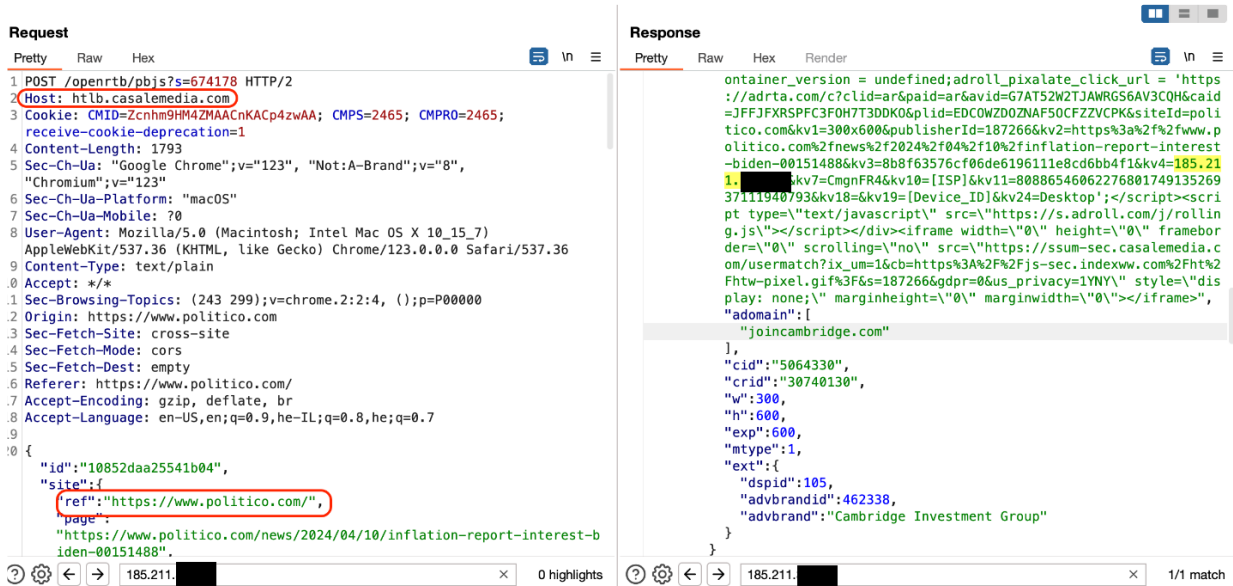 Request
Pretty Raw Hex \n
1 POST /openrtb/pbjs?s=674178 HTTP/2
2 Host: htlb.casalemedia.com
3 Cookie: CMID=Zcnhm9HM4ZMAACnKACp4zwAA; CMPS=2465; CMPRO=2465;
receive-cookie-deprecation=1
4 Content-Length: 1793
5 Sec-Ch-Ua: "Google Chrome";v="123", "Not:A-Brand";v="8",
"Chromium";v="123"
6 Sec-Ch-Ua-Platform: "macOS"
7 Sec-Ch-Ua-Mobile: ?0
8 User-Agent: Mozilla/5.0 (Macintosh; Intel Mac OS X 10_15_7)
AppleWebKit/537.36 (KHTML, like Gecko) Chrome/123.0.0.0 Safari/537.36
9 Content-Type: text/plain
.0 Accept: */*
.1 Sec-Browsing-Topics: (243 299);v=chrome.2:2:4, ();p=P00000
.2 Origin: https://www.politico.com
.3 Sec-Fetch-Site: cross-site
.4 Sec-Fetch-Mode: cors
.5 Sec-Fetch-Dest: empty
.6 Referer: https://www.politico.com/
.7 Accept-Encoding: gzip, deflate, br
.8 Accept-Language: en-US,en;q=0.9,he-IL;q=0.8,he;q=0.7
.9
20 {
"id":"10852daa25541b04",
"site":{
"ref":"https://www.politico.com/",
"page":
"https://www.politico.com/news/2024/04/10/inflation-report-interest-b
iden-00151488",
185.211.
0 highlights
Response
Pretty Raw Hex Render \n
ontainer_version = undefined;adroll_pixalate_click_url = 'https
://adrta.com/c?clid=ar&paid=ar&avid=G7AT52W2TJAWRGS6AV3CQH&caid
=JFFJFXRSPFC3FOH7T3DDKO&plid=EDCOWZDOZNAF5OCFZZVCPK&siteId=poli
tico.com&kv1=300x600&publisherId=187266&kv2=https%3a%2f%2fwww.p
olitico.com%2fnews%2f2024%2f04%2f10%2finflation-report-interest
-biden-00151488&kv3=8b8f63576cf06de6196111e8cd6bb4f1&kv4=185.21
1. &kv7=CmgnFR4&kv10=[ISP]&kv11=80886546062276801749135269
37111940793&kv18=&kv19=[Device_ID]&kv24=Desktop';</script><scri
pt type=\"text/javascript\" src=\"https://s.adroll.com/j/rollin
g.js\"></script></div><iframe width=\"0\" height=\"0\" framebor
der=\"0\" scrolling=\"no\" src=\"https://ssum-sec.casalemedia.c
om/usermatch?ix_um=1&cb=https%3A%2F%2Fjs-sec.indexww.com%2Fht%2
Fhtw-pixel.gif%3F&s=187266&gdpr=0&us_privacy=1YNY\" style=\"dis
play: none;\" marginheight=\"0\" marginwidth=\"0\"></iframe>",
"adomain":[
"joincambridge.com"
],
"cid":"5064330",
"crid":"30740130",
"w":300,
"h":600,
"exp":600,
"mtype":1,
"ext":{
"dspid":105,
"advbrandid":462338,
"advbrand":"Cambridge Investment Group"
}
}
185.211.
1/1 match